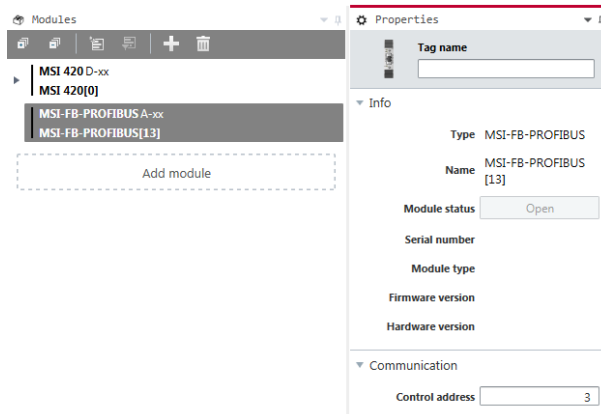 Modules
MSI 420 D-xx
MSI 420[0]
MSI-FB-PROFIBUS A-xx
MSI-FB-PROFIBUS[13]
Add module
Properties
Tag name
Info
Type MSI-FB-PROFIBUS
Name MSI-FB-PROFIBUS
[13]
Module status Open
Serial number
Module type
Firmware version
Hardware version
Communication
Control address 3